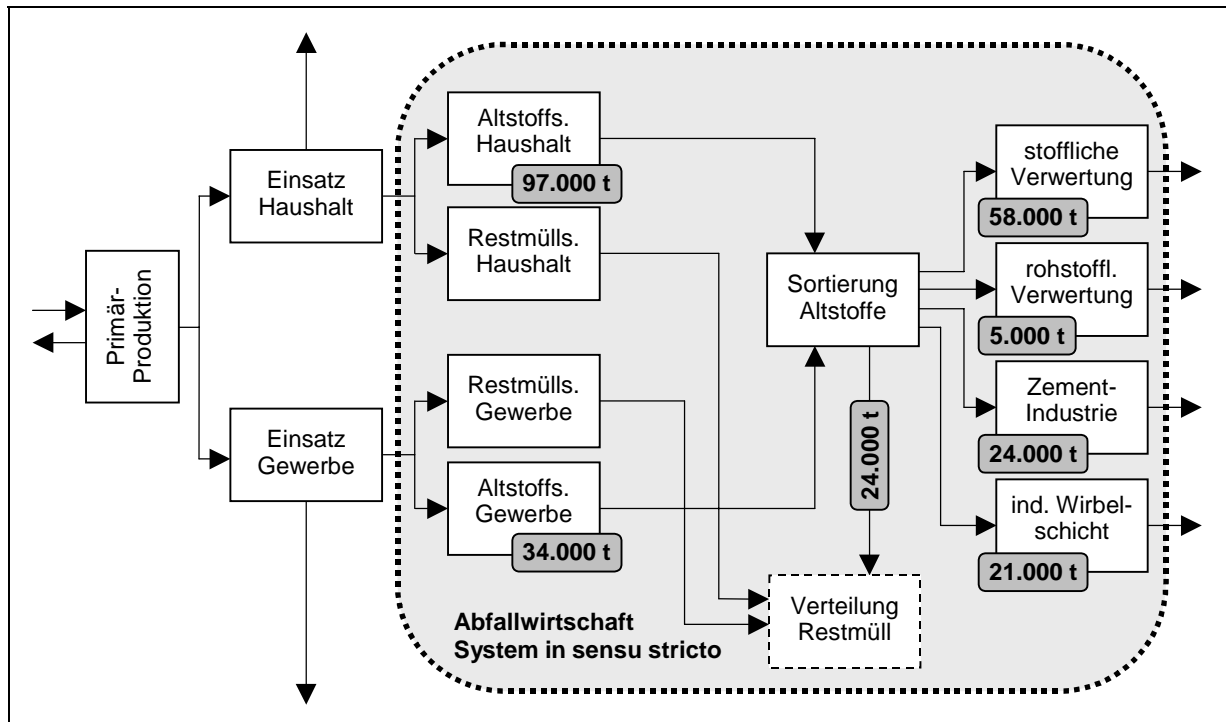 Primär-
Produktion
Einsatz
Haushalt
Einsatz
Gewerbe
Altstoffs.
Haushalt
97.000 t
Restmülls.
Haushalt
Restmülls.
Gewerbe
Altstoffs.
Gewerbe
34.000 t
Abfallwirtschaft
System in sensu stricto
Sortierung
Altstoffe
24.000 t
Verteilung
Restmüll
stoffliche
Verwertung
58.000 t
rohstoffl.
Verwertung
5.000 t
Zement-
Industrie
24.000 t
ind. Wirbel-
schicht
21.000 t